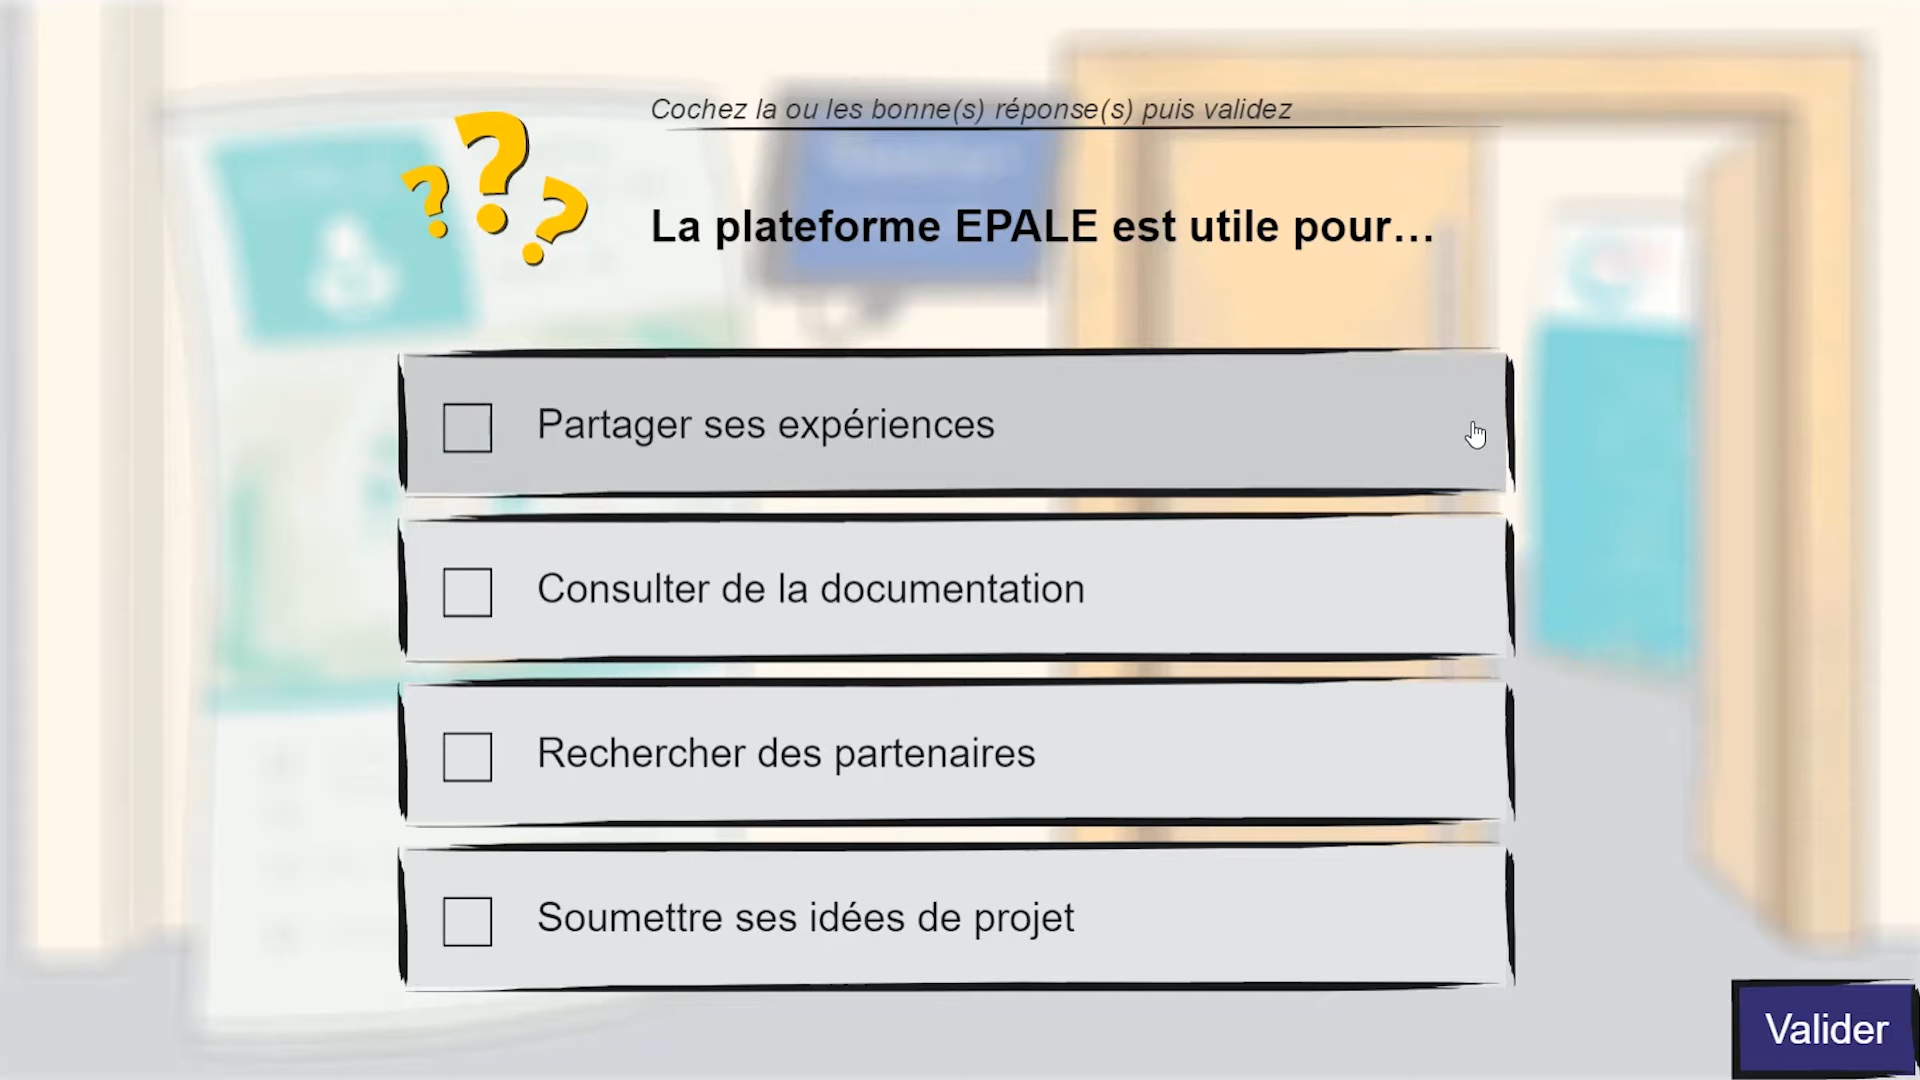 Cochez la ou les bonne(s) réponse(s) puis validez
La plateforme EPALE est utile pour...
Partager ses expériences
Consulter de la documentation
Rechercher des partenaires
Soumettre ses idées de projet
Valider